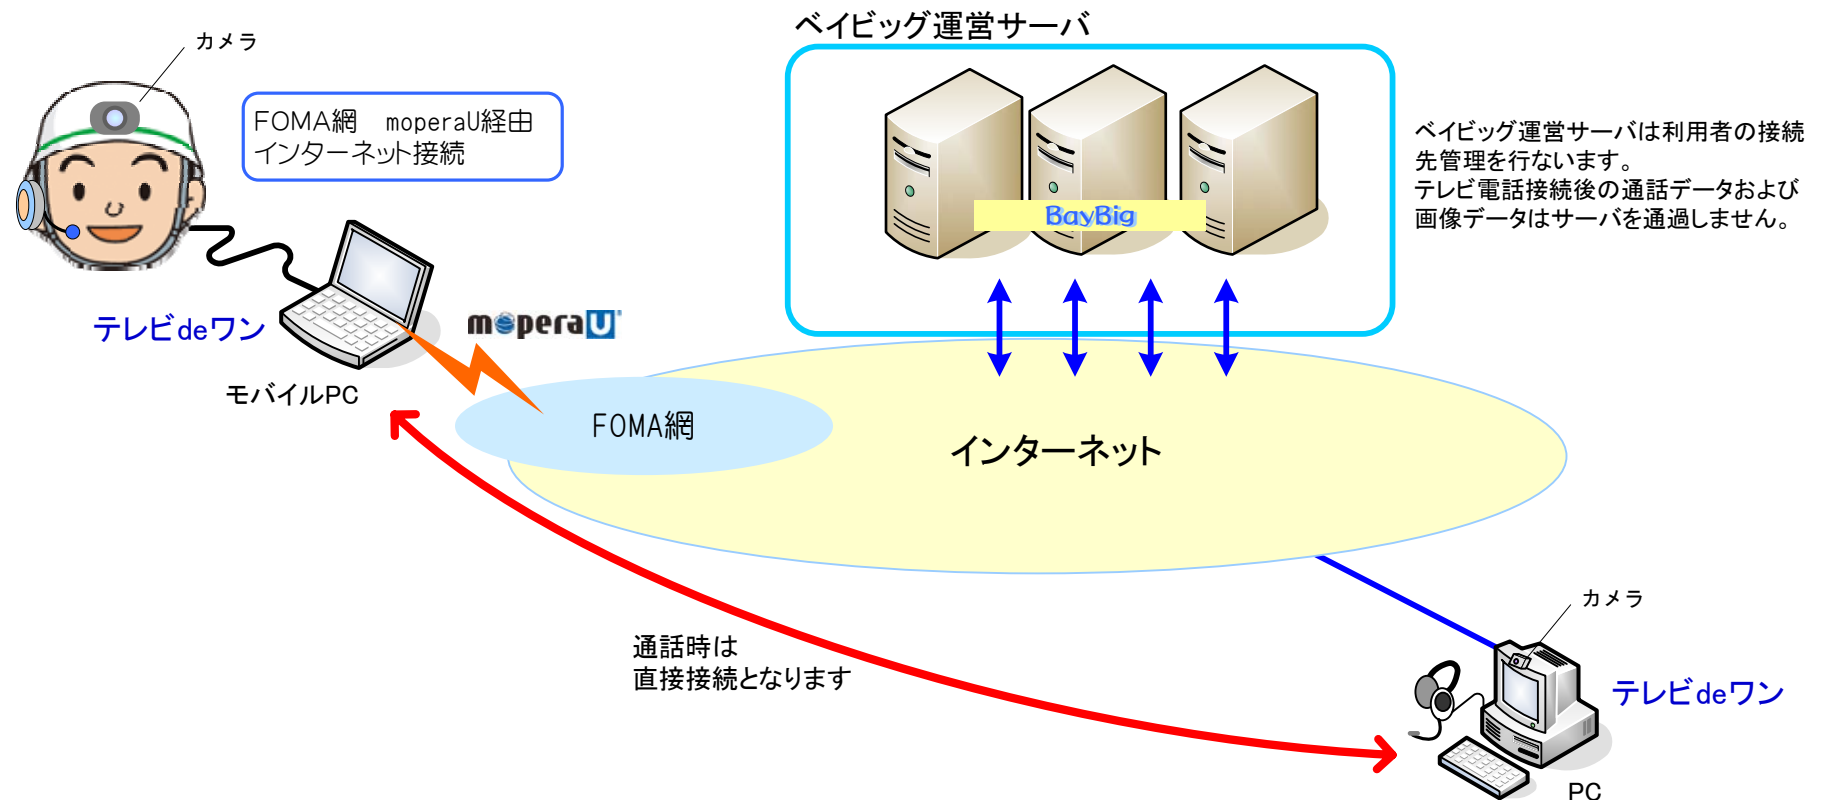 ベイビッグ運営サーバ
カメラ
FOMA網　moperaU経由
インターネット接続
BayBig
ベイビッグ運営サーバは利用者の接続
先管理を行ないます。
テレビ電話接続後の通話データおよび
画像データはサーバを通過しません。
テレビdeワン
moperaU
モバイルPC
FOMA網
インターネット
通話時は
直接接続となります
カメラ
テレビdeワン
PC